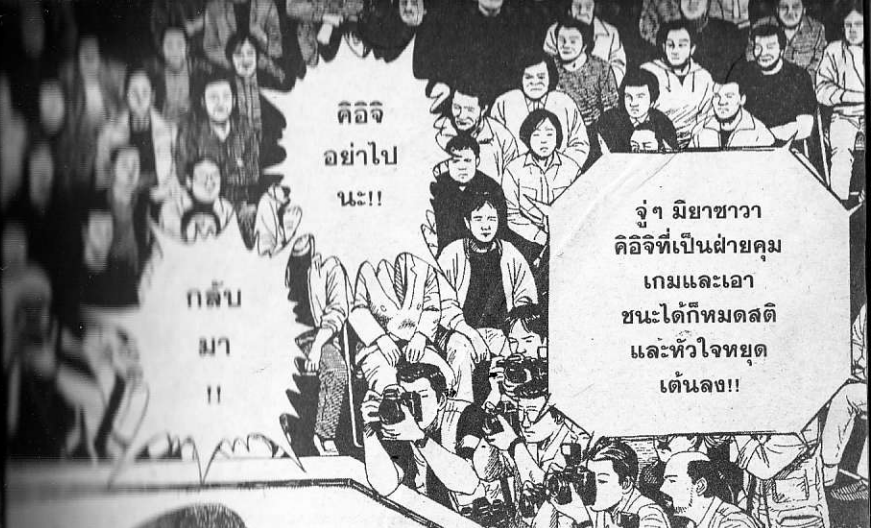 จู่ๆ มิยาซาวา
คิอิจิที่เป็นฝ่ายคุม
เกมและเอา
ชนะได้ก็หมดสติ
และหัวใจหยุด
เต้นลง!!
คิอิจิ
อย่าไป
นะ!!
กลับ
มา
!!